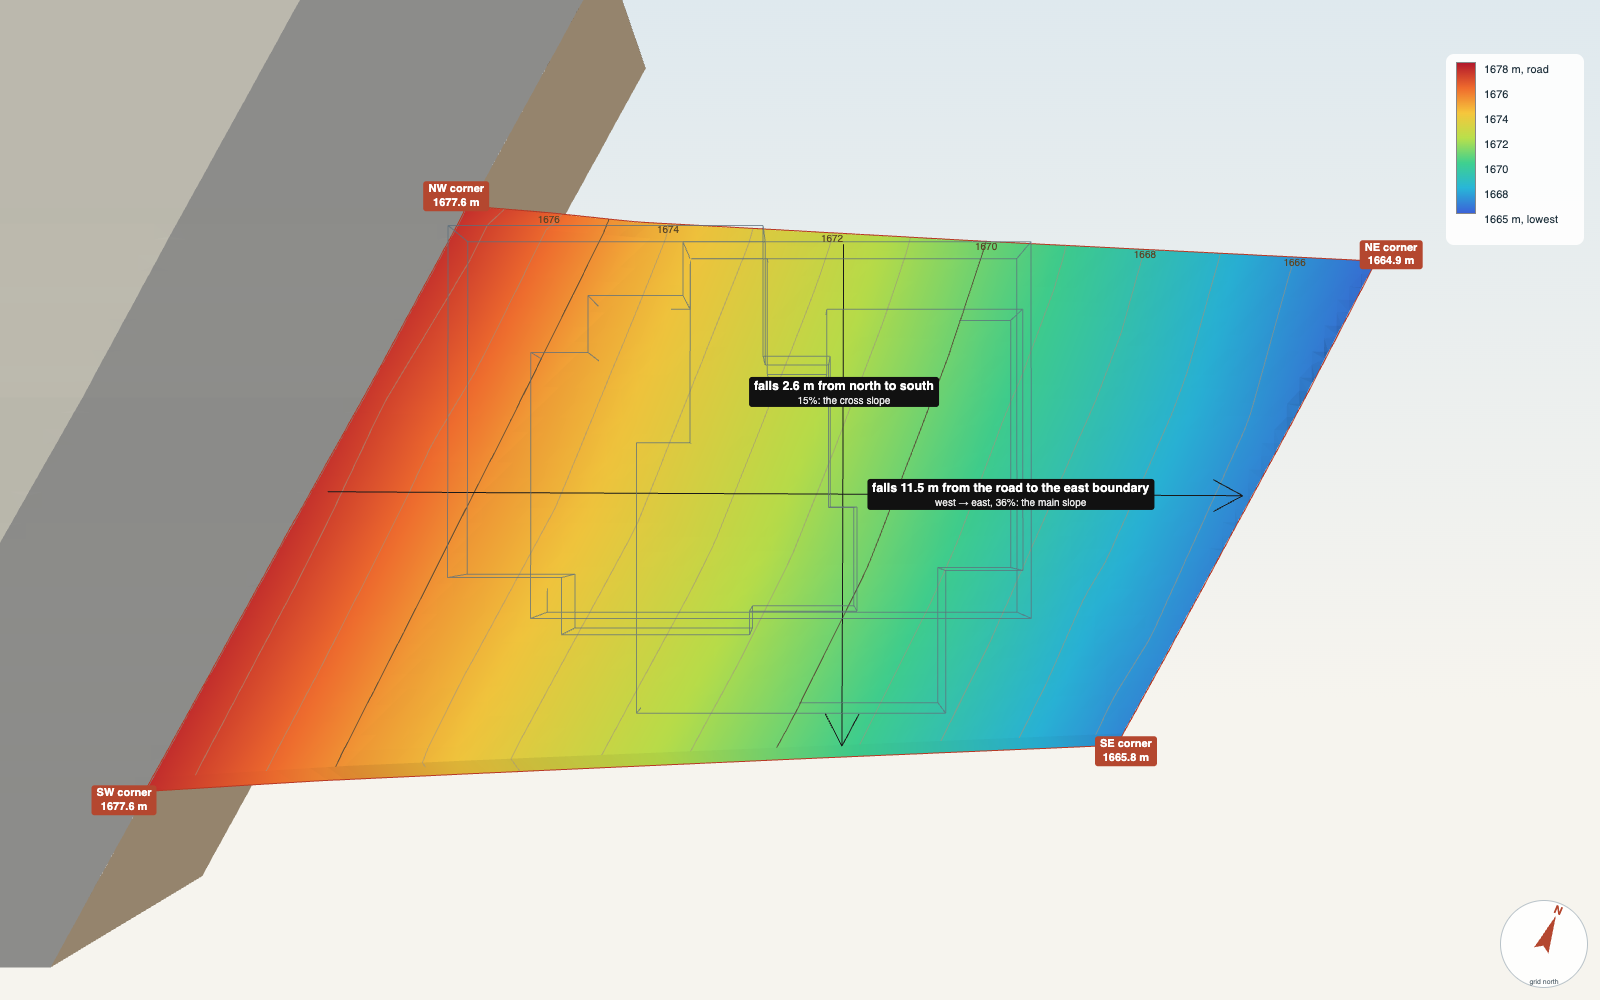 1678 m, road
1676
1674
1672
1670
1668
1665 m, lowest
NW corner
1677.6 m
1676
1674
1672
1670
1668
1666
NE corner
1664.9 m
falls 2.6 m from north to south
15%: the cross slope
falls 11.5 m from the road to the east boundary
west → east, 36%: the main slope
SE corner
1665.8 m
SW corner
1677.6 m
N
grid north